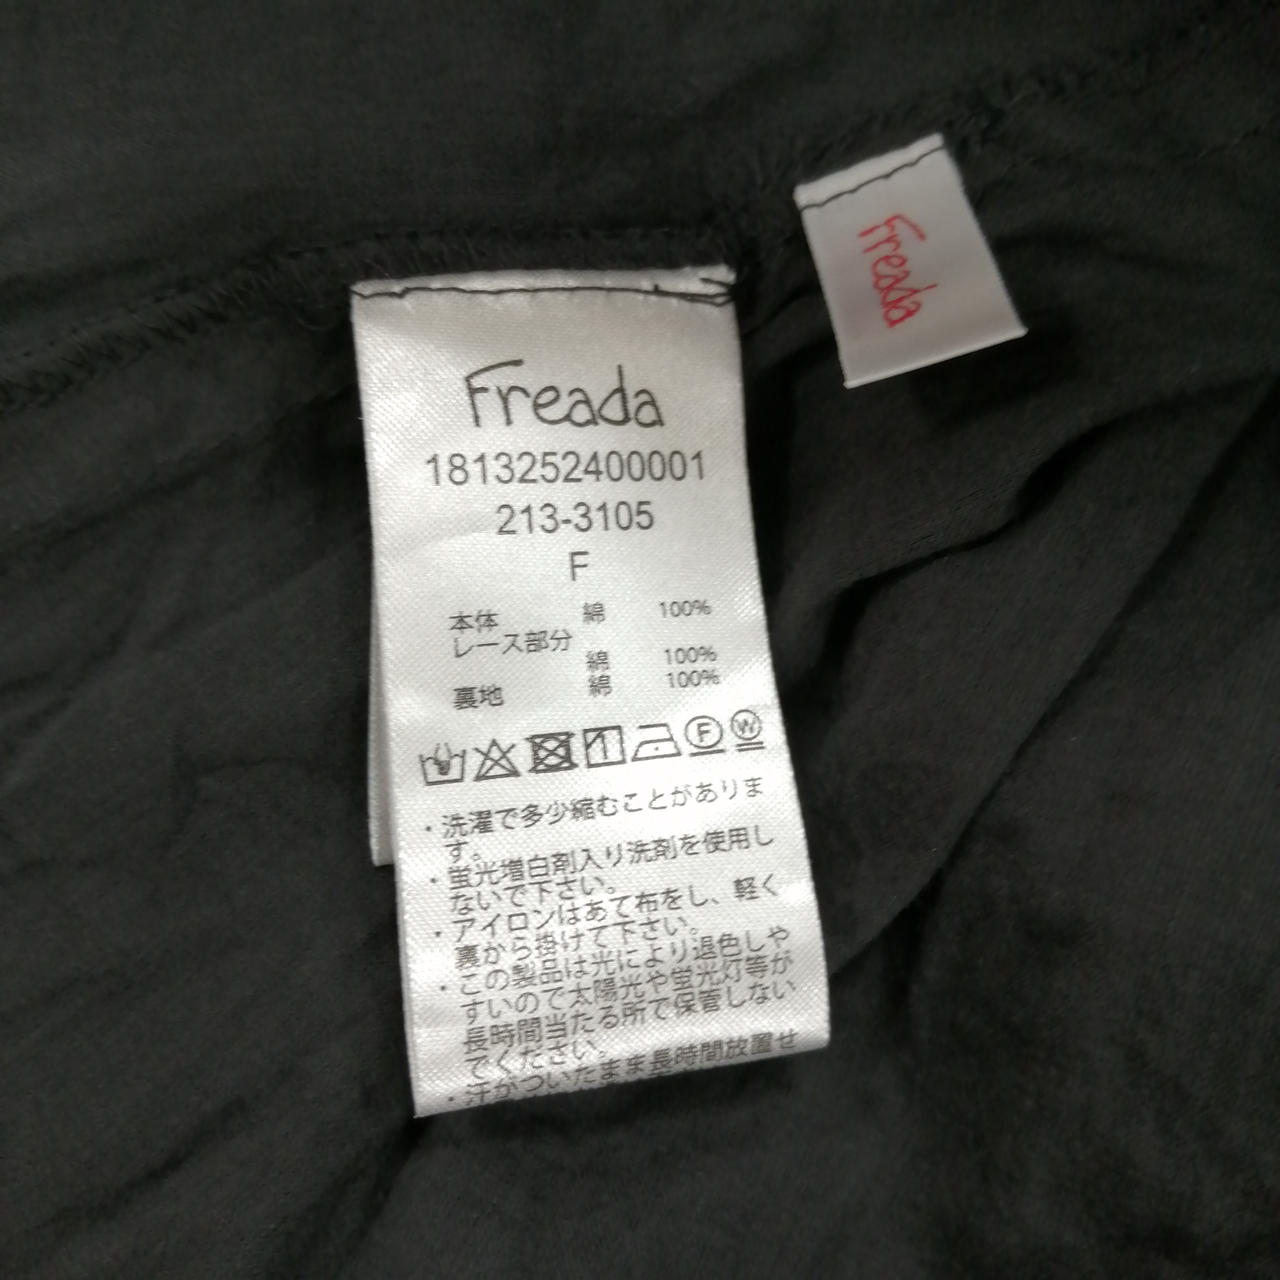 Freada
Freada
1813252400001
213-3105
F
本体 綿 100%
レース部分
綿 100%
裏地 綿 100%
F W
・洗濯で多少縮むことがありま
す。
・蛍光増白剤入り洗剤を使用し
ないで下さい。
・アイロンはあて布をし、軽く
裏から掛けて下さい。
・この製品は光により退色しや
すいので太陽光や蛍光灯等が
長時間当たる所で保管しない
でください。
・汗がついたまま長時間放置せ